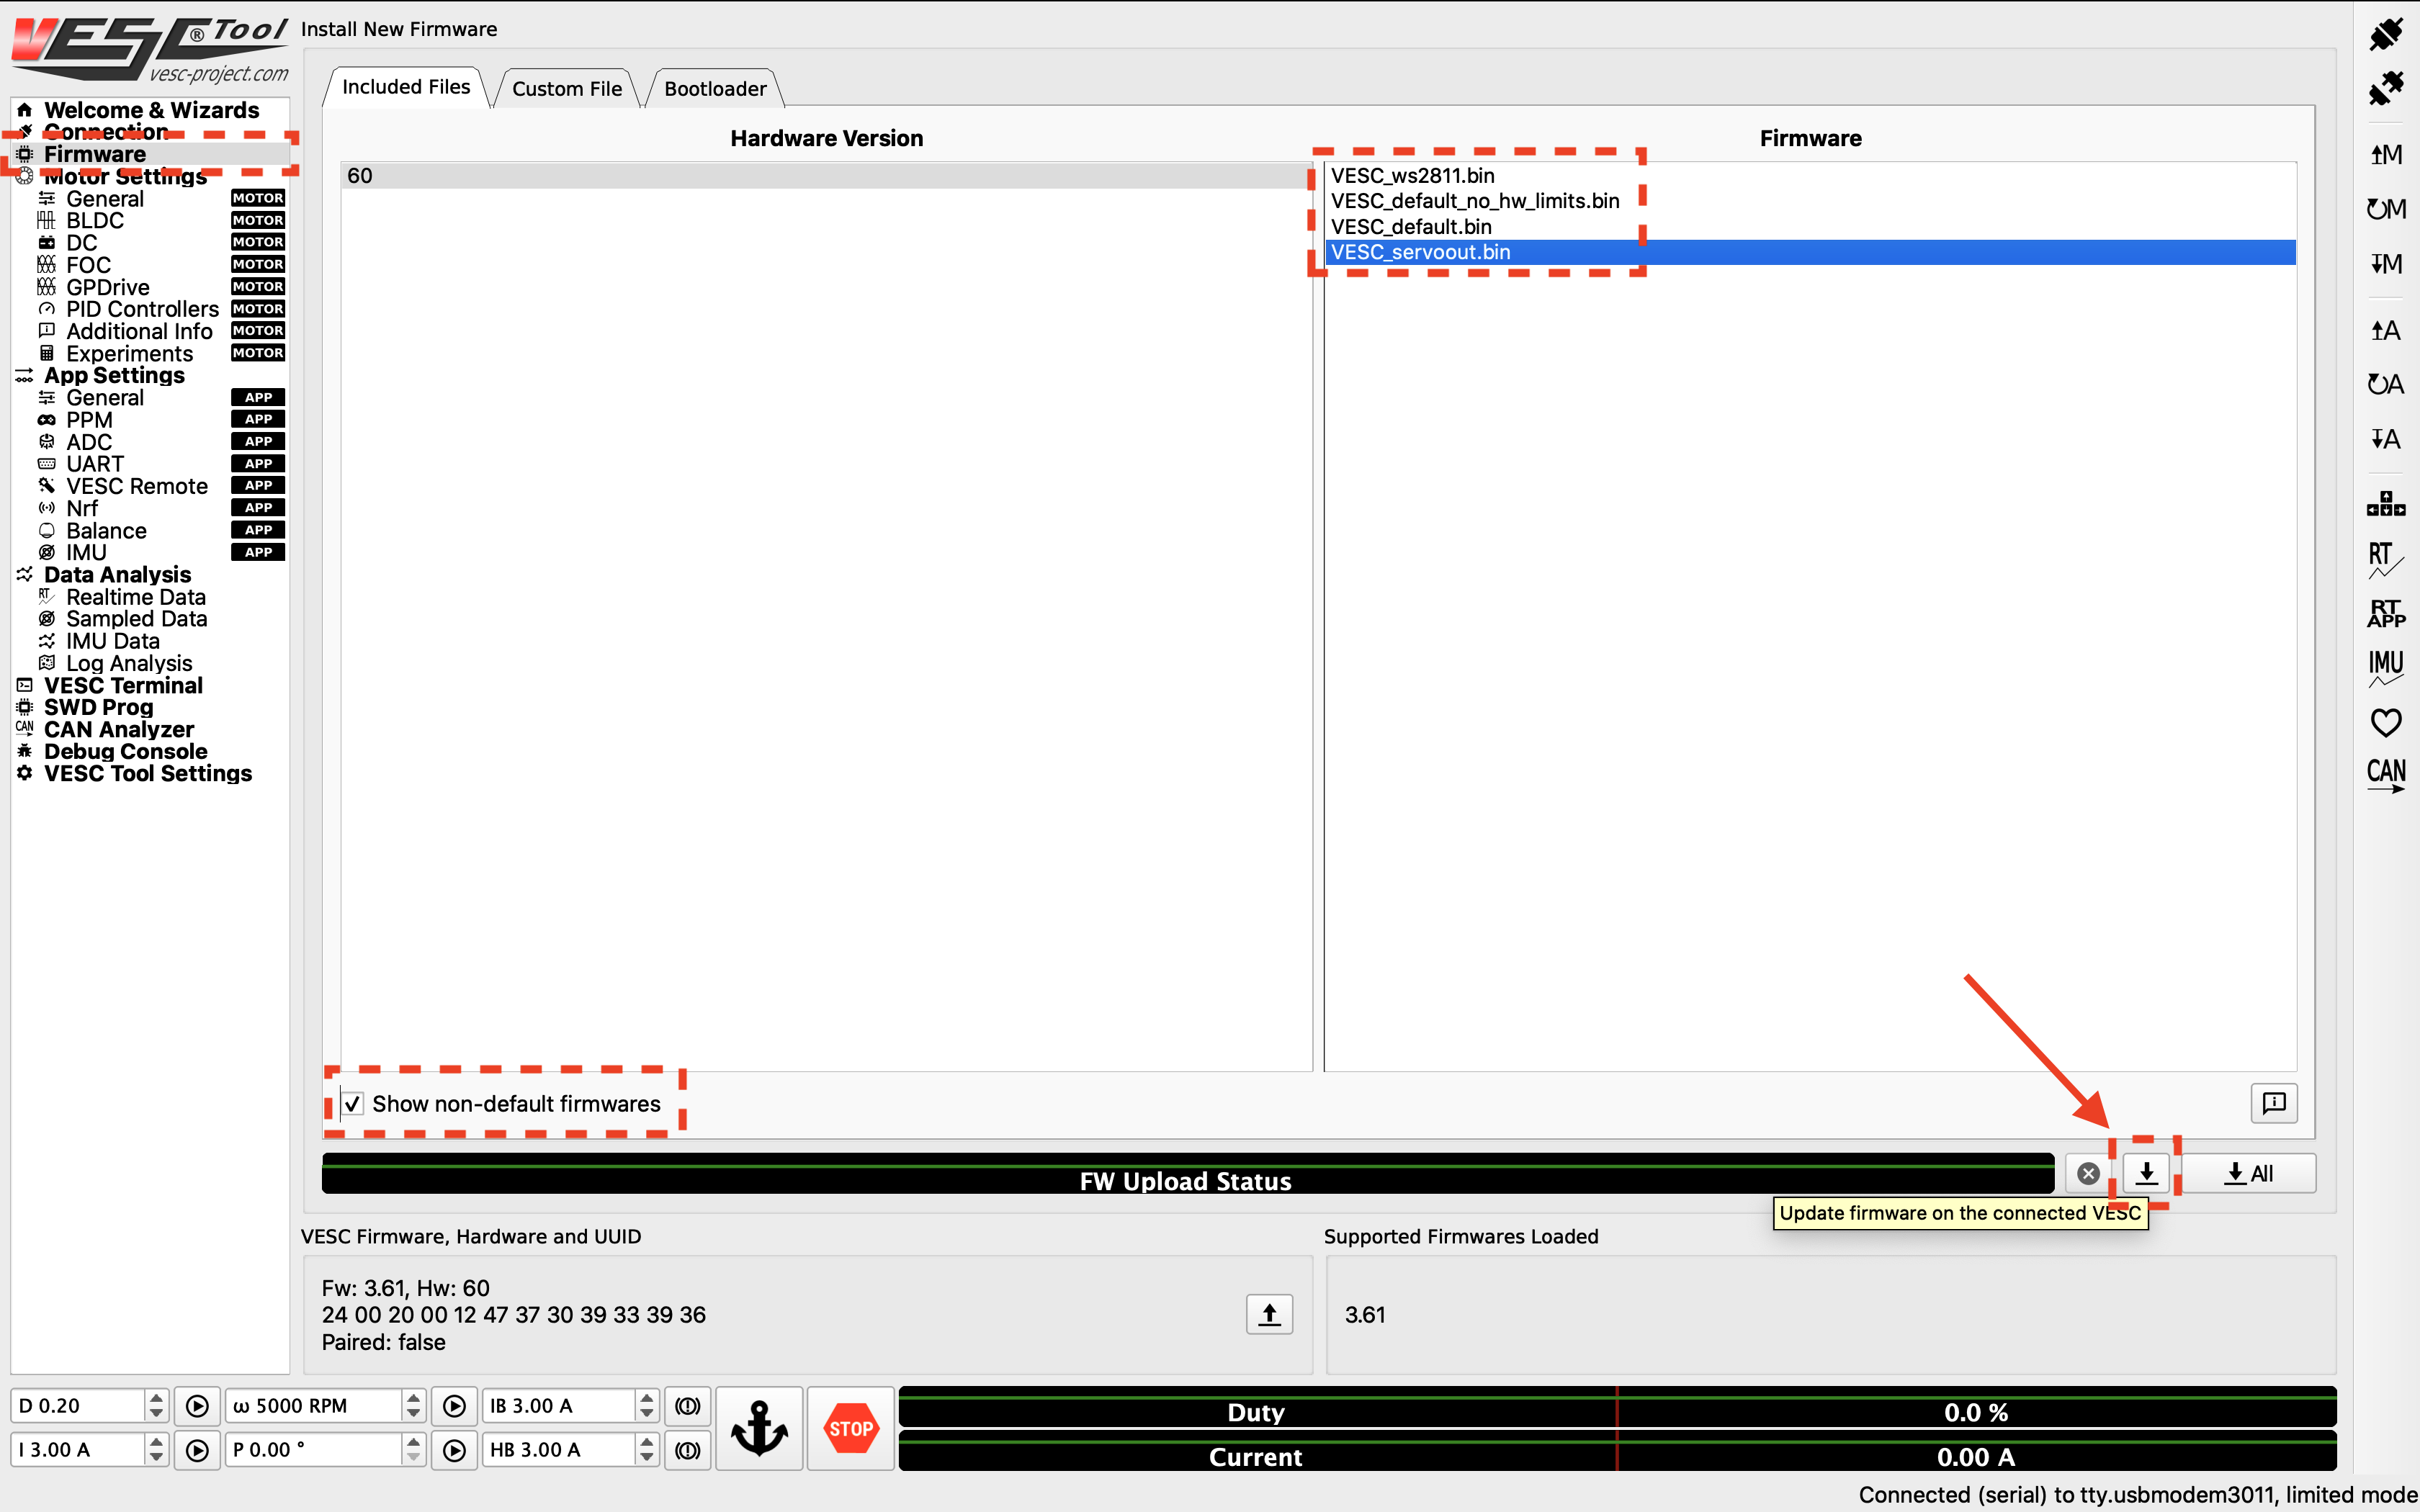 VESC® Tool
vesc-project.com
Welcome & Wizards
Connection
Firmware
Motor Settings
General MOTOR
BLDC MOTOR
DC MOTOR
FOC MOTOR
GPDrive MOTOR
PID Controllers MOTOR
Additional Info MOTOR
Experiments MOTOR
App Settings
General APP
PPM APP
ADC APP
UART APP
VESC Remote APP
Nrf APP
Balance APP
IMU APP
Data Analysis
RT Realtime Data
Sampled Data
IMU Data
Log Analysis
VESC Terminal
SWD Prog
CAN CAN Analyzer
Debug Console
VESC Tool Settings
Install New Firmware
Included Files
Custom File
Bootloader
Hardware Version
60
Firmware
VESC_ws2811.bin
VESC_default_no_hw_limits.bin
VESC_default.bin
VESC_servoout.bin
Show non-default firmwares
FW Upload Status
All
Update firmware on the connected VESC
VESC Firmware, Hardware and UUID
Fw: 3.61, Hw: 60
24 00 20 00 12 47 37 30 39 33 39 36
Paired: false
Supported Firmwares Loaded
3.61
M
M
M
A
A
A
RT
RT
APP
IMU
CAN
D 0.20
ω 5000 RPM
IB 3.00 A
I 3.00 A
P 0.00 °
HB 3.00 A
STOP
Duty 0.0 %
Current 0.00 A
Connected (serial) to tty.usbmodem3011, limited mode